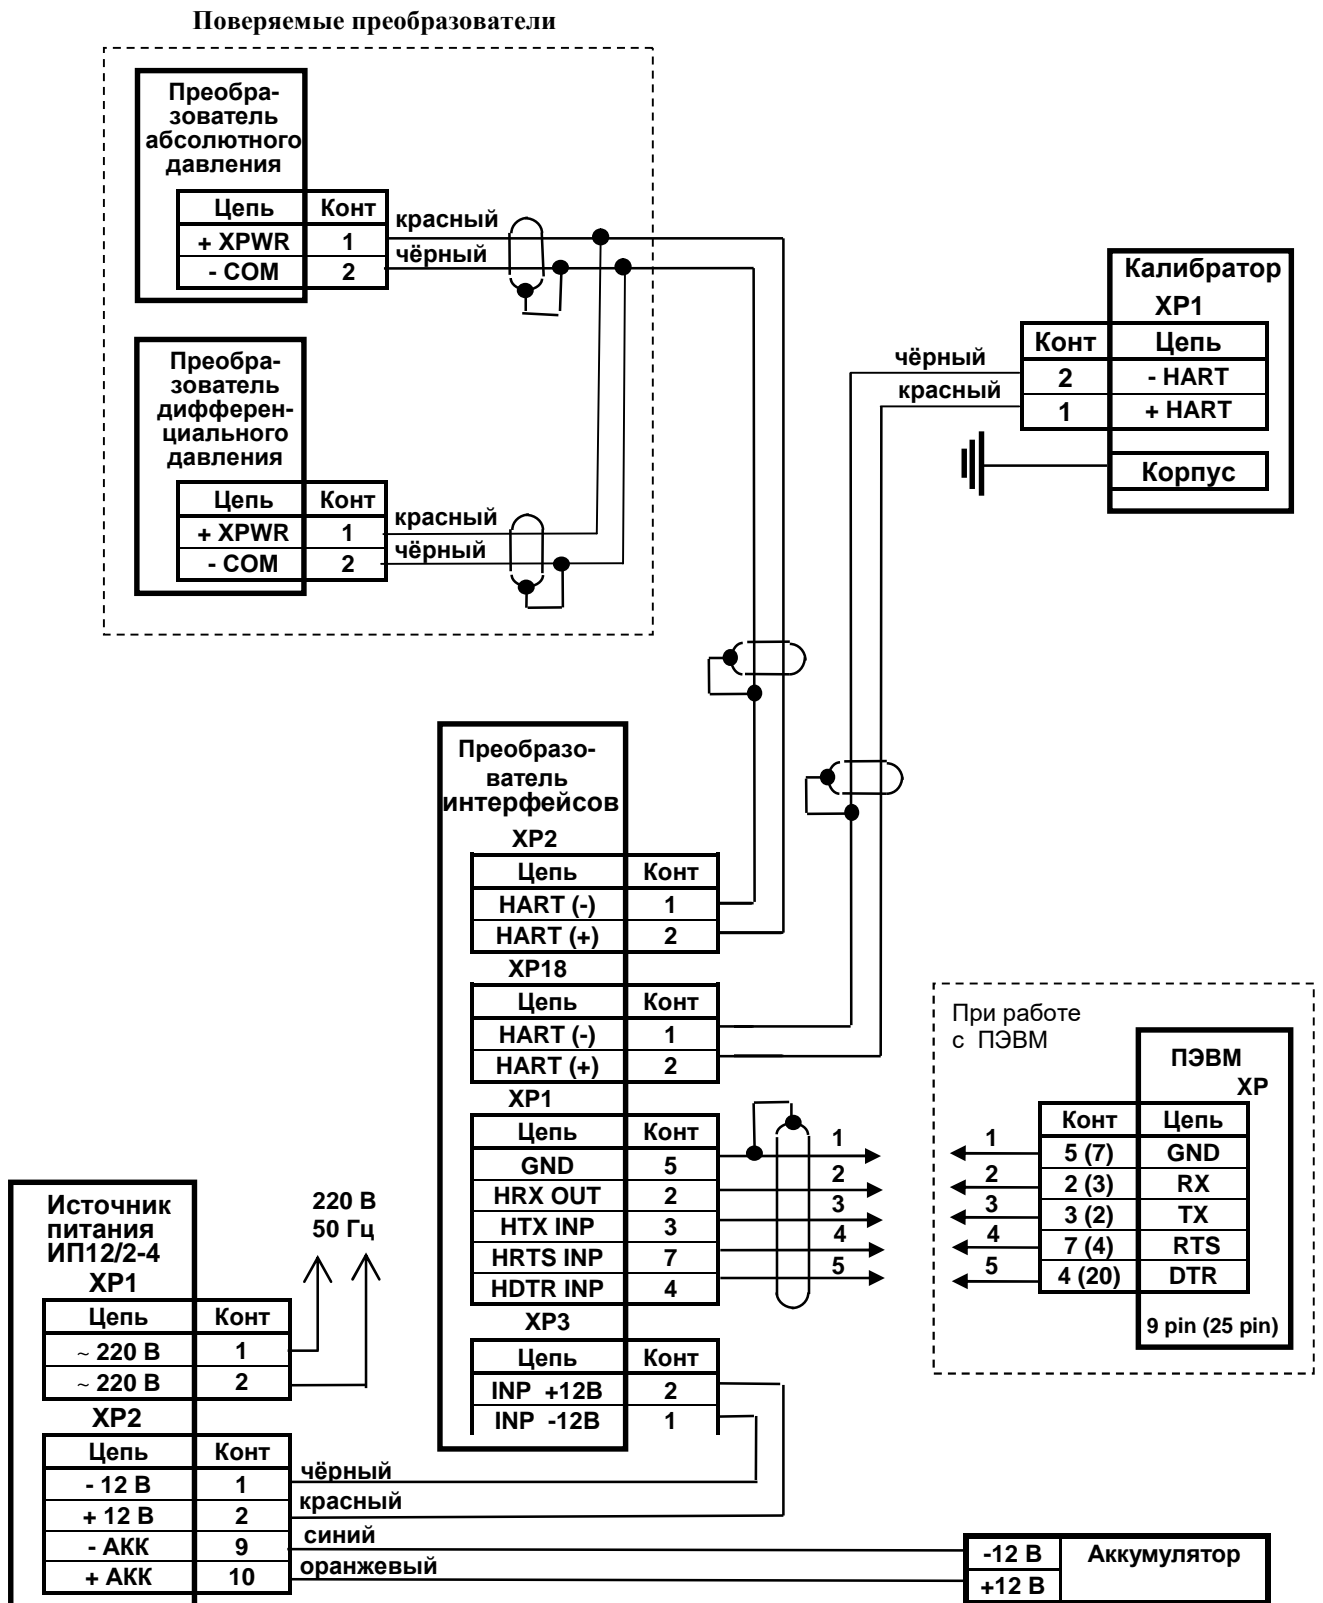 Поверяемые преобразователи
Преобра-
зователь
абсолютного
давления
Цепь Конт
+ XPWR 1
- COM 2
красный
чёрный
Преобра-
зователь
дифферен-
циального
давления
Цепь Конт
+ XPWR 1
- COM 2
красный
чёрный
Калибратор
XP1
Конт Цепь
2 - HART
1 + HART
Корпус
чёрный
красный
Преобразо-
ватель
интерфейсов
XP2
Цепь Конт
HART (-) 1
HART (+) 2
XP18
Цепь Конт
HART (-) 1
HART (+) 2
XP1
Цепь Конт
GND 5
HRX OUT 2
HTX INP 3
HRTS INP 7
HDTR INP 4
1
2
3
4
5
XP3
Цепь Конт
INP +12В 2
INP -12В 1
При работе
с ПЭВМ
ПЭВМ
XP
Конт Цепь
1 5 (7) GND
2 2 (3) RX
3 3 (2) TX
4 7 (4) RTS
5 4 (20) DTR
9 pin (25 pin)
Источник
питания
ИП12/2-4
XP1
Цепь Конт
~ 220 В 1
~ 220 В 2
220 В
50 Гц
XP2
Цепь Конт
- 12 В 1
+ 12 В 2
- АКК 9
+ АКК 10
чёрный
красный
синий
оранжевый
-12 В Аккумулятор
+12 В